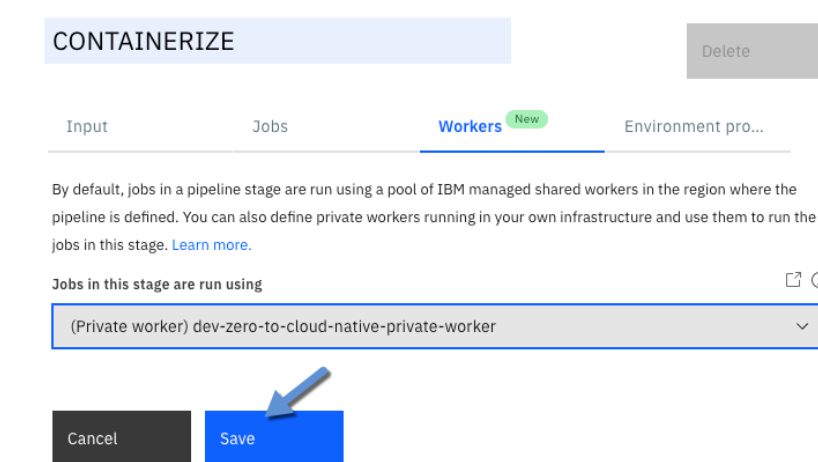 CONTAINERIZE
Delete
Input
Jobs
Workers
New
Environment pro...
By default, jobs in a pipeline stage are run using a pool of IBM managed shared workers in the region where the
pipeline is defined. You can also define private workers running in your own infrastructure and use them to run the
jobs in this stage. Learn more.
Jobs in this stage are run using
(Private worker) dev-zero-to-cloud-native-private-worker
Cancel
Save